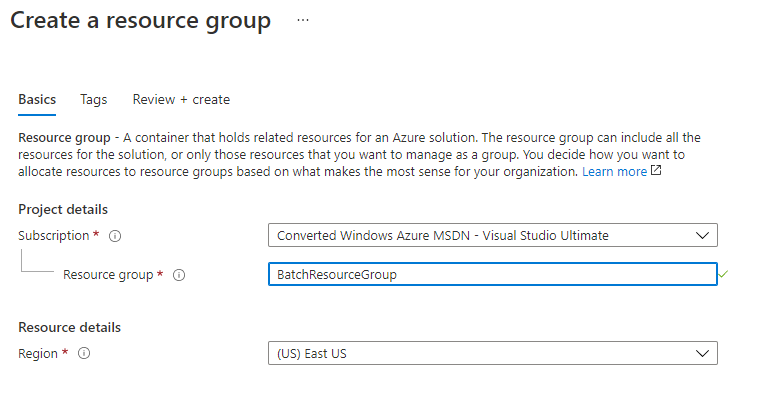 Create a resource group ...
Basics Tags Review + create
Resource group - A container that holds related resources for an Azure solution. The resource group can include all the
resources for the solution, or only those resources that you want to manage as a group. You decide how you want to
allocate resources to resource groups based on what makes the most sense for your organization. Learn more
Project details
Subscription * Converted Windows Azure MSDN - Visual Studio Ultimate
Resource group * BatchResourceGroup
Resource details
Region * (US) East US